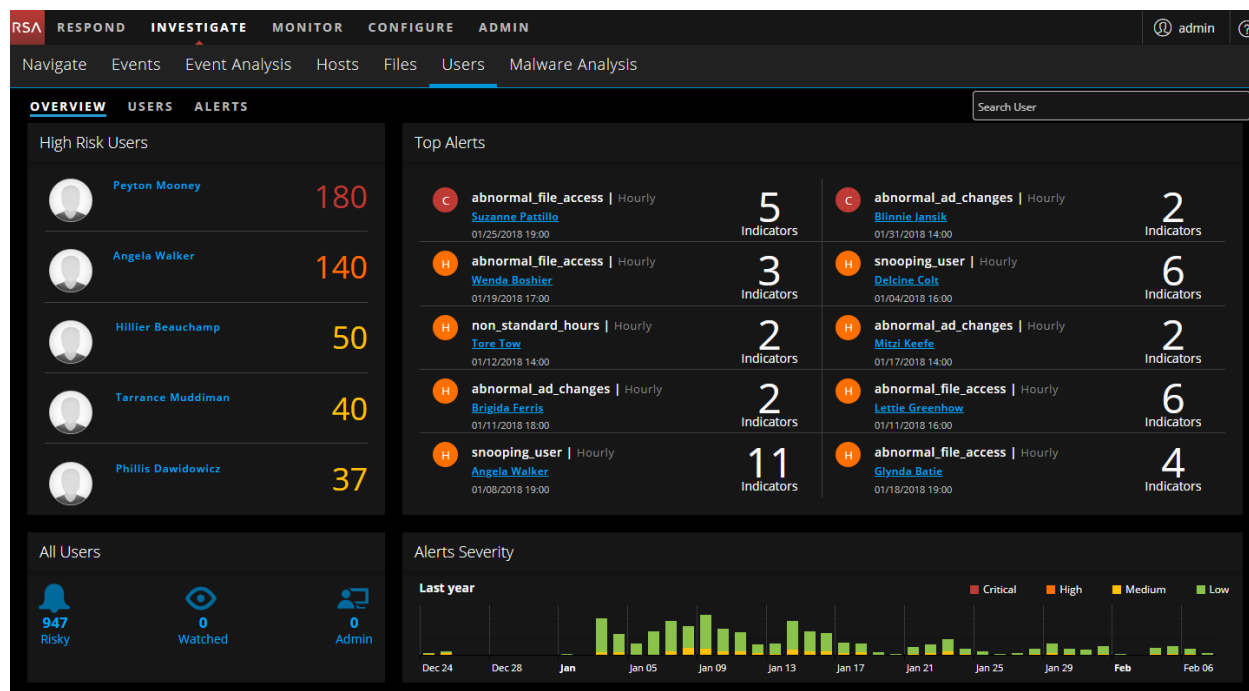 RSA RESPOND INVESTIGATE MONITOR CONFIGURE ADMIN admin
Navigate Events Event Analysis Hosts Files Users Malware Analysis
OVERVIEW USERS ALERTS Search User
High Risk Users
Peyton Mooney 180
Angela Walker 140
Hillier Beauchamp 50
Tarrance Muddiman 40
Phillis Dawidowicz 37
Top Alerts
C abnormal_file_access | Hourly
Suzanne Pattillo
01/25/2018 19:00
5
Indicators
C abnormal_ad_changes | Hourly
Blinnie Jansik
01/31/2018 14:00
2
Indicators
H abnormal_file_access | Hourly
Wenda Boshier
01/19/2018 17:00
3
Indicators
H snooping_user | Hourly
Delcine Colt
01/04/2018 16:00
6
Indicators
H non_standard_hours | Hourly
Tore Tow
01/12/2018 14:00
2
Indicators
H abnormal_ad_changes | Hourly
Mitzi Keefe
01/17/2018 14:00
2
Indicators
H abnormal_ad_changes | Hourly
Brigida Ferris
01/11/2018 18:00
2
Indicators
H abnormal_file_access | Hourly
Lettie Greenhow
01/11/2018 16:00
6
Indicators
H snooping_user | Hourly
Angela Walker
01/08/2018 19:00
11
Indicators
H abnormal_file_access | Hourly
Glynda Batie
01/18/2018 19:00
4
Indicators
All Users
947 0 0
Risky Watched Admin
Alerts Severity
Last year Critical High Medium Low
Dec 24 Dec 28 Jan Jan 05 Jan 09 Jan 13 Jan 17 Jan 21 Jan 25 Jan 29 Feb Feb 06